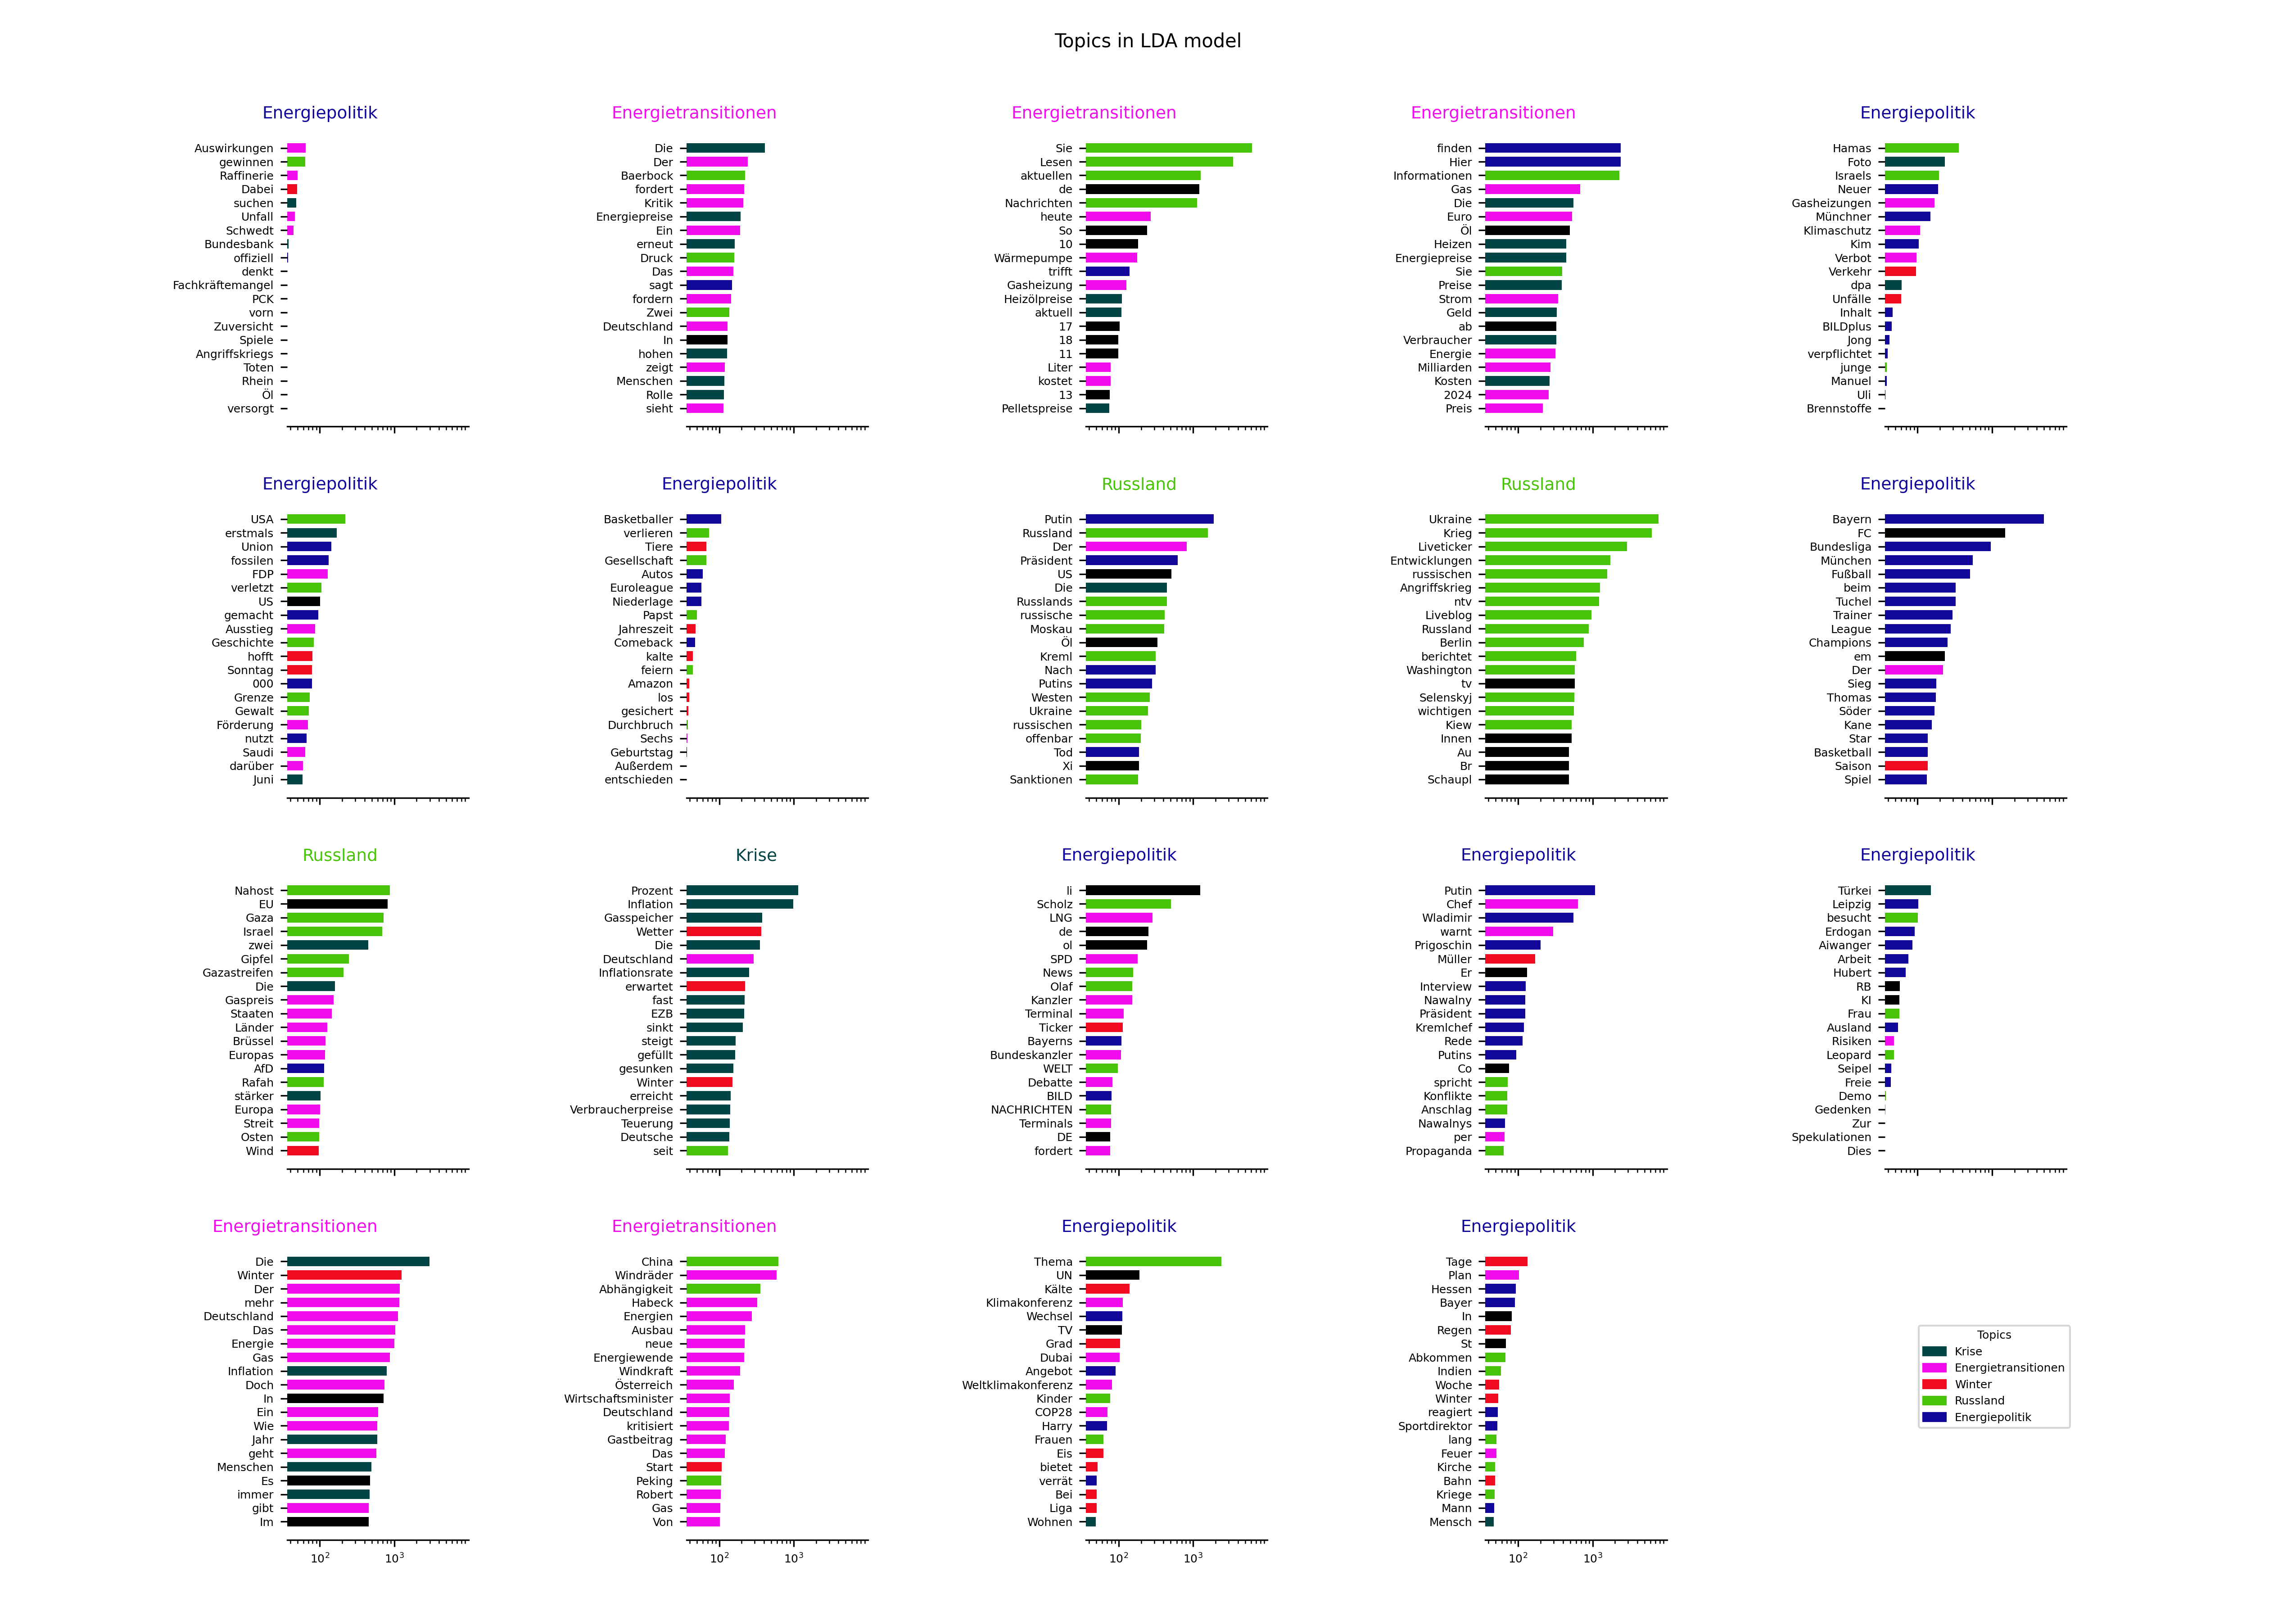 Topics in LDA model
Energiepolitik
Auswirkungen
gewinnen
Raffinerie
Dabei
suchen
Unfall
Schwedt
Bundesbank
offiziell
denkt
Fachkräftemangel
PCK
vorn
Zuversicht
Spiele
Angriffskriegs
Toten
Rhein
Öl
versorgt
Energietransitionen
Die
Der
Baerbock
fordert
Kritik
Energiepreise
Ein
erneut
Druck
Das
sagt
fordern
Zwei
Deutschland
In
hohen
zeigt
Menschen
Rolle
sieht
Energietransitionen
Sie
Lesen
aktuellen
de
Nachrichten
heute
So
10
Wärmepumpe
trifft
Gasheizung
Heizölpreise
aktuell
17
18
11
Liter
kostet
13
Pelletspreise
Energietransitionen
finden
Hier
Informationen
Gas
Die
Euro
Öl
Heizen
Energiepreise
Sie
Preise
Strom
Geld
ab
Verbraucher
Energie
Milliarden
Kosten
2024
Preis
Energiepolitik
Hamas
Foto
Israels
Neuer
Gasheizungen
Münchner
Klimaschutz
Kim
Verbot
Verkehr
dpa
Unfälle
Inhalt
BILDplus
Jong
verpflichtet
junge
Manuel
Uli
Brennstoffe
Energiepolitik
USA
erstmals
Union
fossilen
FDP
verletzt
US
gemacht
Ausstieg
Geschichte
hofft
Sonntag
000
Grenze
Gewalt
Förderung
nutzt
Saudi
darüber
Juni
Energiepolitik
Basketballer
verlieren
Tiere
Gesellschaft
Autos
Euroleague
Niederlage
Papst
Jahreszeit
Comeback
kalte
feiern
Amazon
los
gesichert
Durchbruch
Sechs
Geburtstag
Außerdem
entschieden
Russland
Putin
Russland
Der
Präsident
US
Die
Russlands
russische
Moskau
Öl
Kreml
Nach
Putins
Westen
Ukraine
russischen
offenbar
Tod
Xi
Sanktionen
Russland
Ukraine
Krieg
Liveticker
Entwicklungen
russischen
Angriffskrieg
ntv
Liveblog
Russland
Berlin
berichtet
Washington
tv
Selenskyj
wichtigen
Kiew
Innen
Au
Br
Schaupl
Energiepolitik
Bayern
FC
Bundesliga
München
Fußball
beim
Tuchel
Trainer
League
Champions
em
Der
Sieg
Thomas
Söder
Kane
Star
Basketball
Saison
Spiel
Russland
Nahost
EU
Gaza
Israel
zwei
Gipfel
Gazastreifen
Die
Gaspreis
Staaten
Länder
Brüssel
Europas
AfD
Rafah
stärker
Europa
Streit
Osten
Wind
Krise
Prozent
Inflation
Gasspeicher
Wetter
Die
Deutschland
Inflationsrate
erwartet
fast
EZB
sinkt
steigt
gefüllt
gesunken
Winter
erreicht
Verbraucherpreise
Teuerung
Deutsche
seit
Energiepolitik
li
Scholz
LNG
de
ol
SPD
News
Olaf
Kanzler
Terminal
Ticker
Bayerns
Bundeskanzler
WELT
Debatte
BILD
NACHRICHTEN
Terminals
DE
fordert
Energiepolitik
Putin
Chef
Wladimir
warnt
Prigoschin
Müller
Er
Interview
Nawalny
Präsident
Kremlchef
Rede
Putins
Co
spricht
Konflikte
Anschlag
Nawalnys
per
Propaganda
Energiepolitik
Türkei
Leipzig
besucht
Erdogan
Aiwanger
Arbeit
Hubert
RB
KI
Frau
Ausland
Risiken
Leopard
Seipel
Freie
Demo
Gedenken
Zur
Spekulationen
Dies
Energietransitionen
Die
Winter
Der
mehr
Deutschland
Das
Energie
Gas
Inflation
Doch
In
Ein
Wie
Jahr
geht
Menschen
Es
immer
gibt
Im
10² 10³
Energietransitionen
China
Windräder
Abhängigkeit
Habeck
Energien
Ausbau
neue
Energiewende
Windkraft
Österreich
Wirtschaftsminister
Deutschland
kritisiert
Gastbeitrag
Das
Start
Peking
Robert
Gas
Von
10² 10³
Energiepolitik
Thema
UN
Kälte
Klimakonferenz
Wechsel
TV
Grad
Dubai
Angebot
Weltklimakonferenz
Kinder
COP28
Harry
Frauen
Eis
bietet
verrät
Bei
Liga
Wohnen
10² 10³
Energiepolitik
Tage
Plan
Hessen
Bayer
In
Regen
St
Abkommen
Indien
Woche
Winter
reagiert
Sportdirektor
lang
Feuer
Kirche
Bahn
Kriege
Mann
Mensch
10² 10³
Topics
Krise
Energietransitionen
Winter
Russland
Energiepolitik